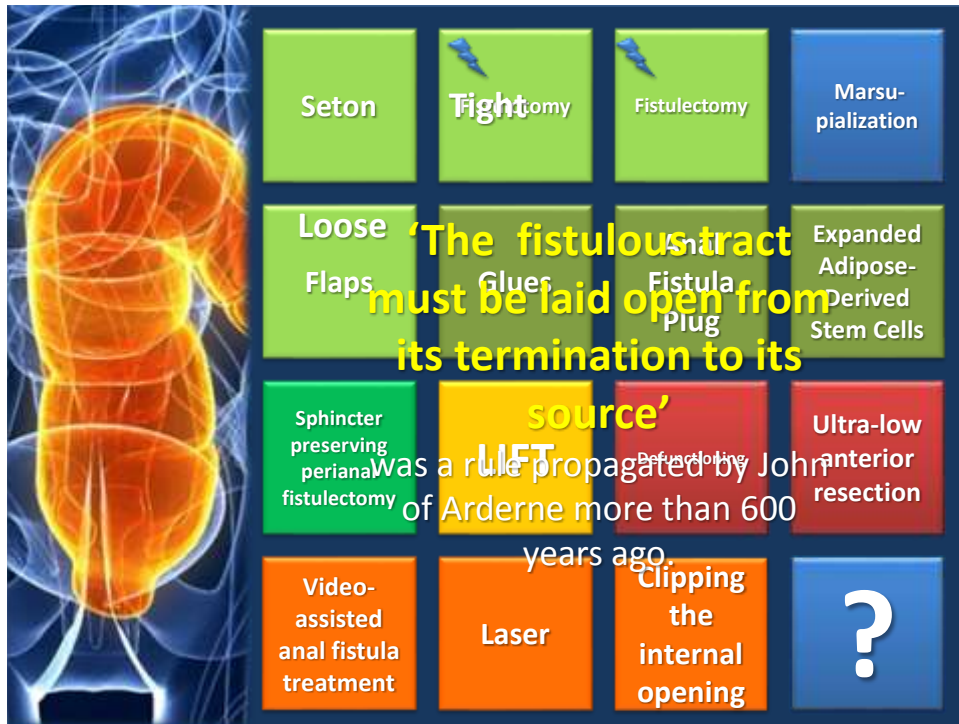 Seton
Tight
Fistulectomy
Marsu-
pialization
Loose
Flaps
Glues
Anal
Fistula
Plug
Expanded
Adipose-
Derived
Stem Cells
‘The fistulous tract
must be laid open from
its termination to its
source’
was a rule propagated by John
of Arderne more than 600
years ago.
Sphincter
preserving
perianal
fistulectomy
LIFT
Defunctioning
Ultra-low
anterior
resection
Video-
assisted
anal fistula
treatment
Laser
Clipping
the
internal
opening
?